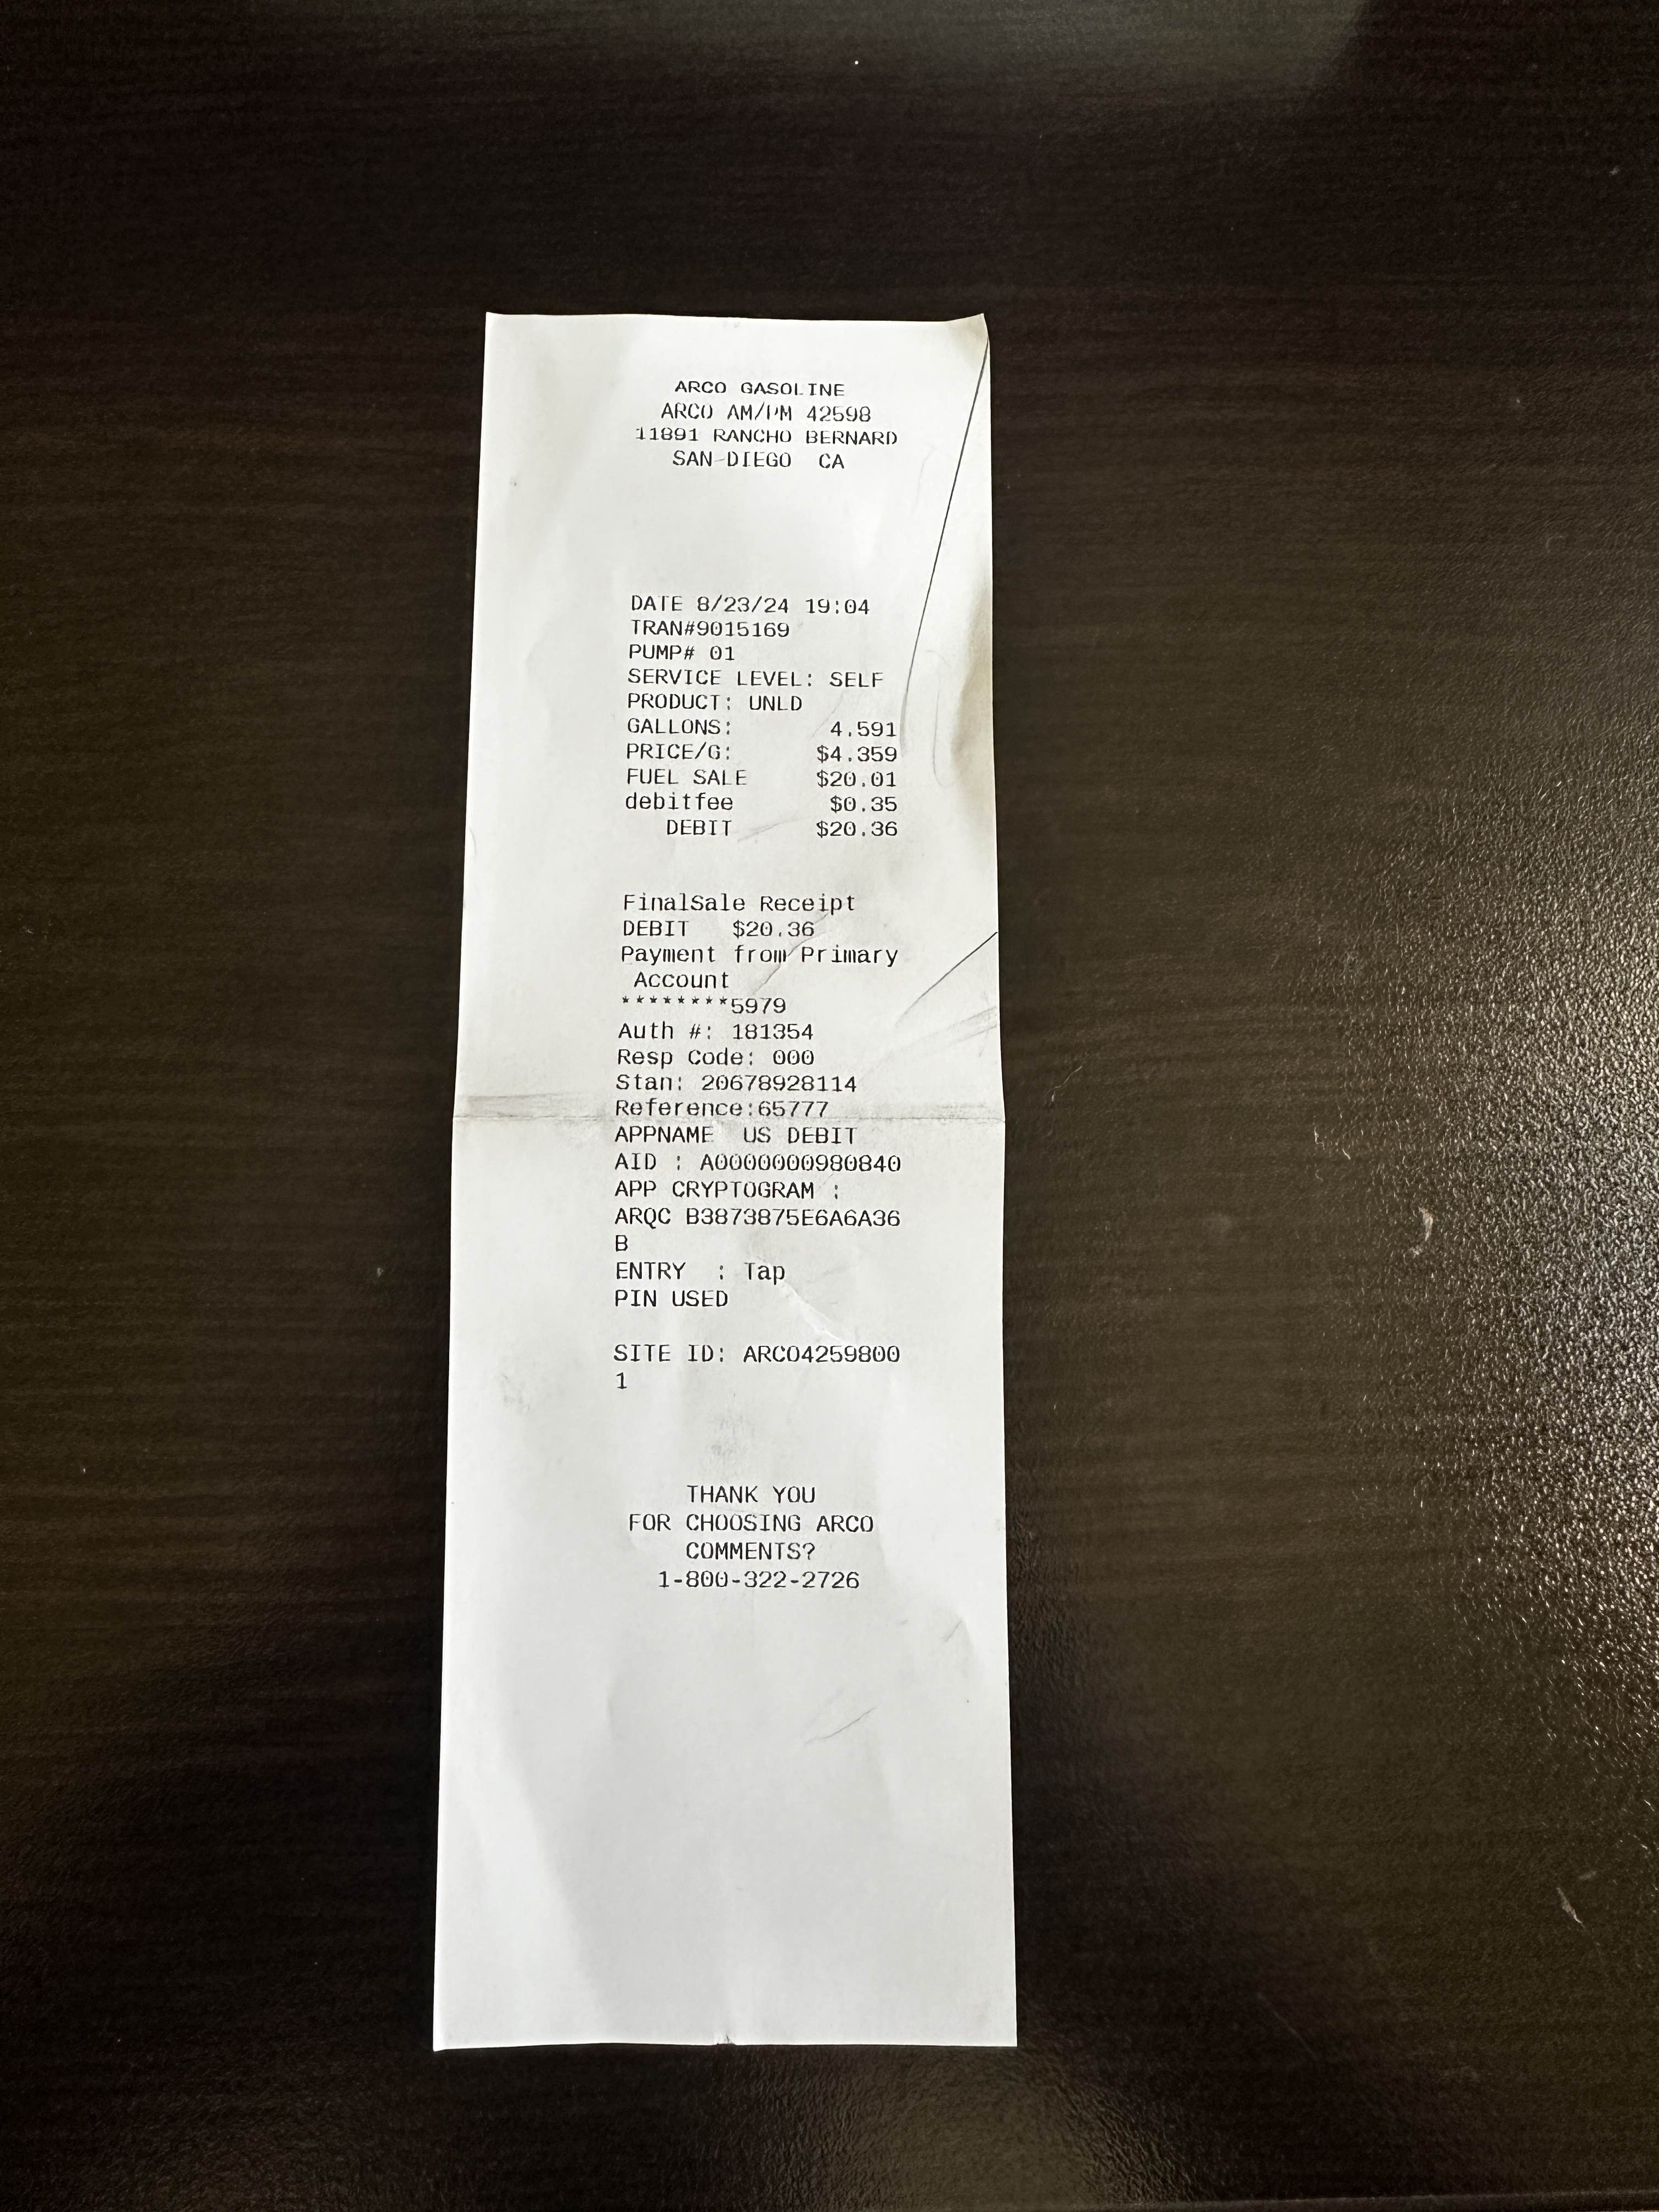 ARCO GASOLINE
ARCO AM/PM 42598
11891 RANCHO BERNARD
SAN DIEGO CA
DATE 8/23/24 19:04
TRAN#9015169
PUMP# 01
SERVICE LEVEL: SELF
PRODUCT: UNLD
GALLONS: 4.591
PRICE/G: $4.359
FUEL SALE $20.01
debitfee $0.35
DEBIT $20.36
FinalSale Receipt
DEBIT $20.36
Payment from Primary
Account
********5979
Auth #: 181354
Resp Code: 000
Stan: 20678928114
Reference:65777
APPNAME US DEBIT
AID : A0000000980840
APP CRYPTOGRAM :
ARQC B3873875E6A6A36
B
ENTRY : Tap
PIN USED
SITE ID: ARCO4259800
1
THANK YOU
FOR CHOOSING ARCO
COMMENTS?
1-800-322-2726